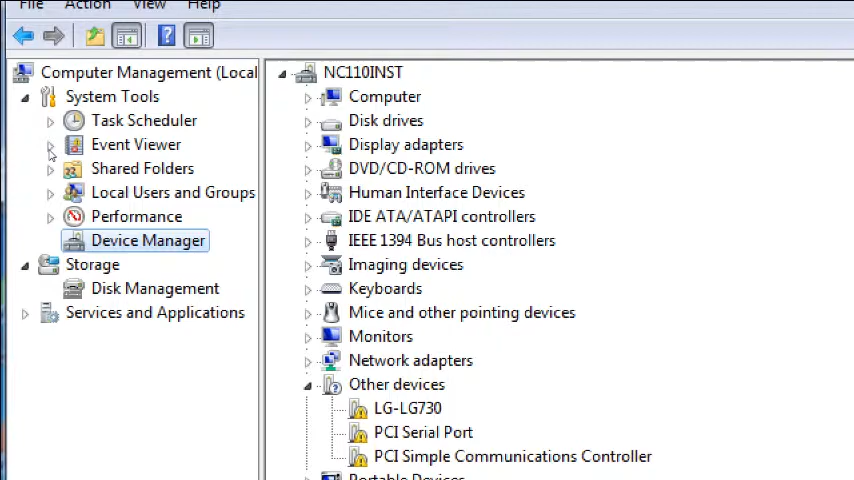 File Action View Help
Computer Management (Local
System Tools
Task Scheduler
Event Viewer
Shared Folders
Local Users and Groups
Performance
Device Manager
Storage
Disk Management
Services and Applications
NC110INST
Computer
Disk drives
Display adapters
DVD/CD-ROM drives
Human Interface Devices
IDE ATA/ATAPI controllers
IEEE 1394 Bus host controllers
Imaging devices
Keyboards
Mice and other pointing devices
Monitors
Network adapters
Other devices
LG-LG730
PCI Serial Port
PCI Simple Communications Controller
Portable Devices